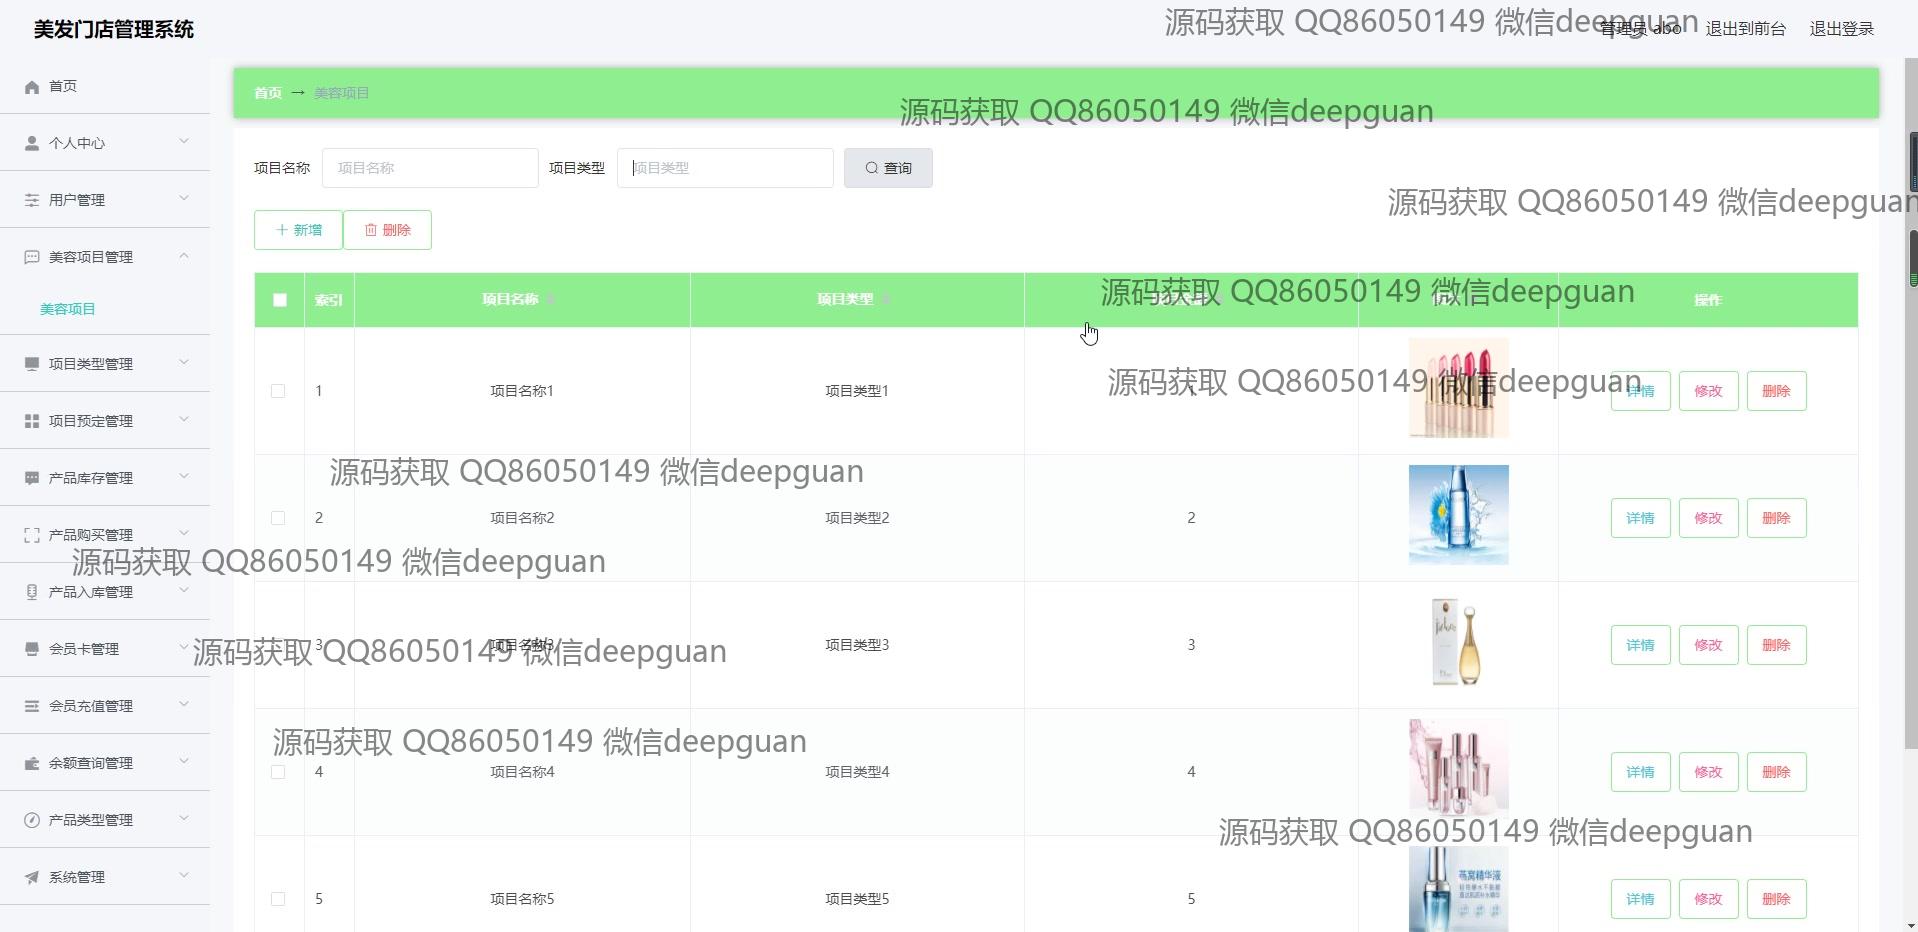 美发门店管理系统
管理员 abo 退出到前台 退出登录
源码获取 QQ86050149 微信deepguan
首页
个人中心
用户管理
美容项目管理
美容项目
项目类型管理
项目预定管理
产品库存管理
产品购买管理
产品入库管理
会员卡管理
会员充值管理
余额查询管理
产品类型管理
系统管理
首页 → 美容项目
源码获取 QQ86050149 微信deepguan
项目名称 项目名称 项目类型 项目类型 查询
源码获取 QQ86050149 微信deepguan
新增 删除
索引 项目名称 项目类型 操作
源码获取 QQ86050149 微信deepguan
1 项目名称1 项目类型1 详情 修改 删除
源码获取 QQ86050149 微信deepguan
源码获取 QQ86050149 微信deepguan
2 项目名称2 项目类型2 2 详情 修改 删除
源码获取 QQ86050149 微信deepguan
3 项目名称3 项目类型3 3 详情 修改 删除
源码获取 QQ86050149 微信deepguan
源码获取 QQ86050149 微信deepguan
4 项目名称4 项目类型4 4 详情 修改 删除
源码获取 QQ86050149 微信deepguan
燕窝精华液
5 项目名称5 项目类型5 5 详情 修改 删除